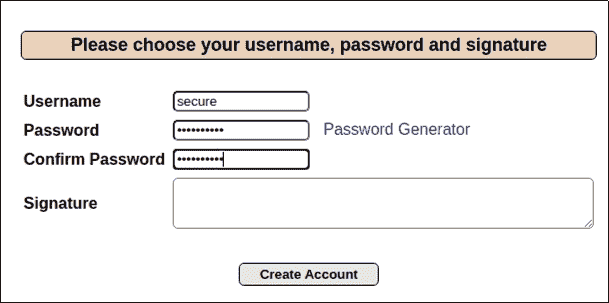 Please choose your username, password and signature
Username secure
Password •••••••••• Password Generator
Confirm Password ••••••••••
Signature
Create Account